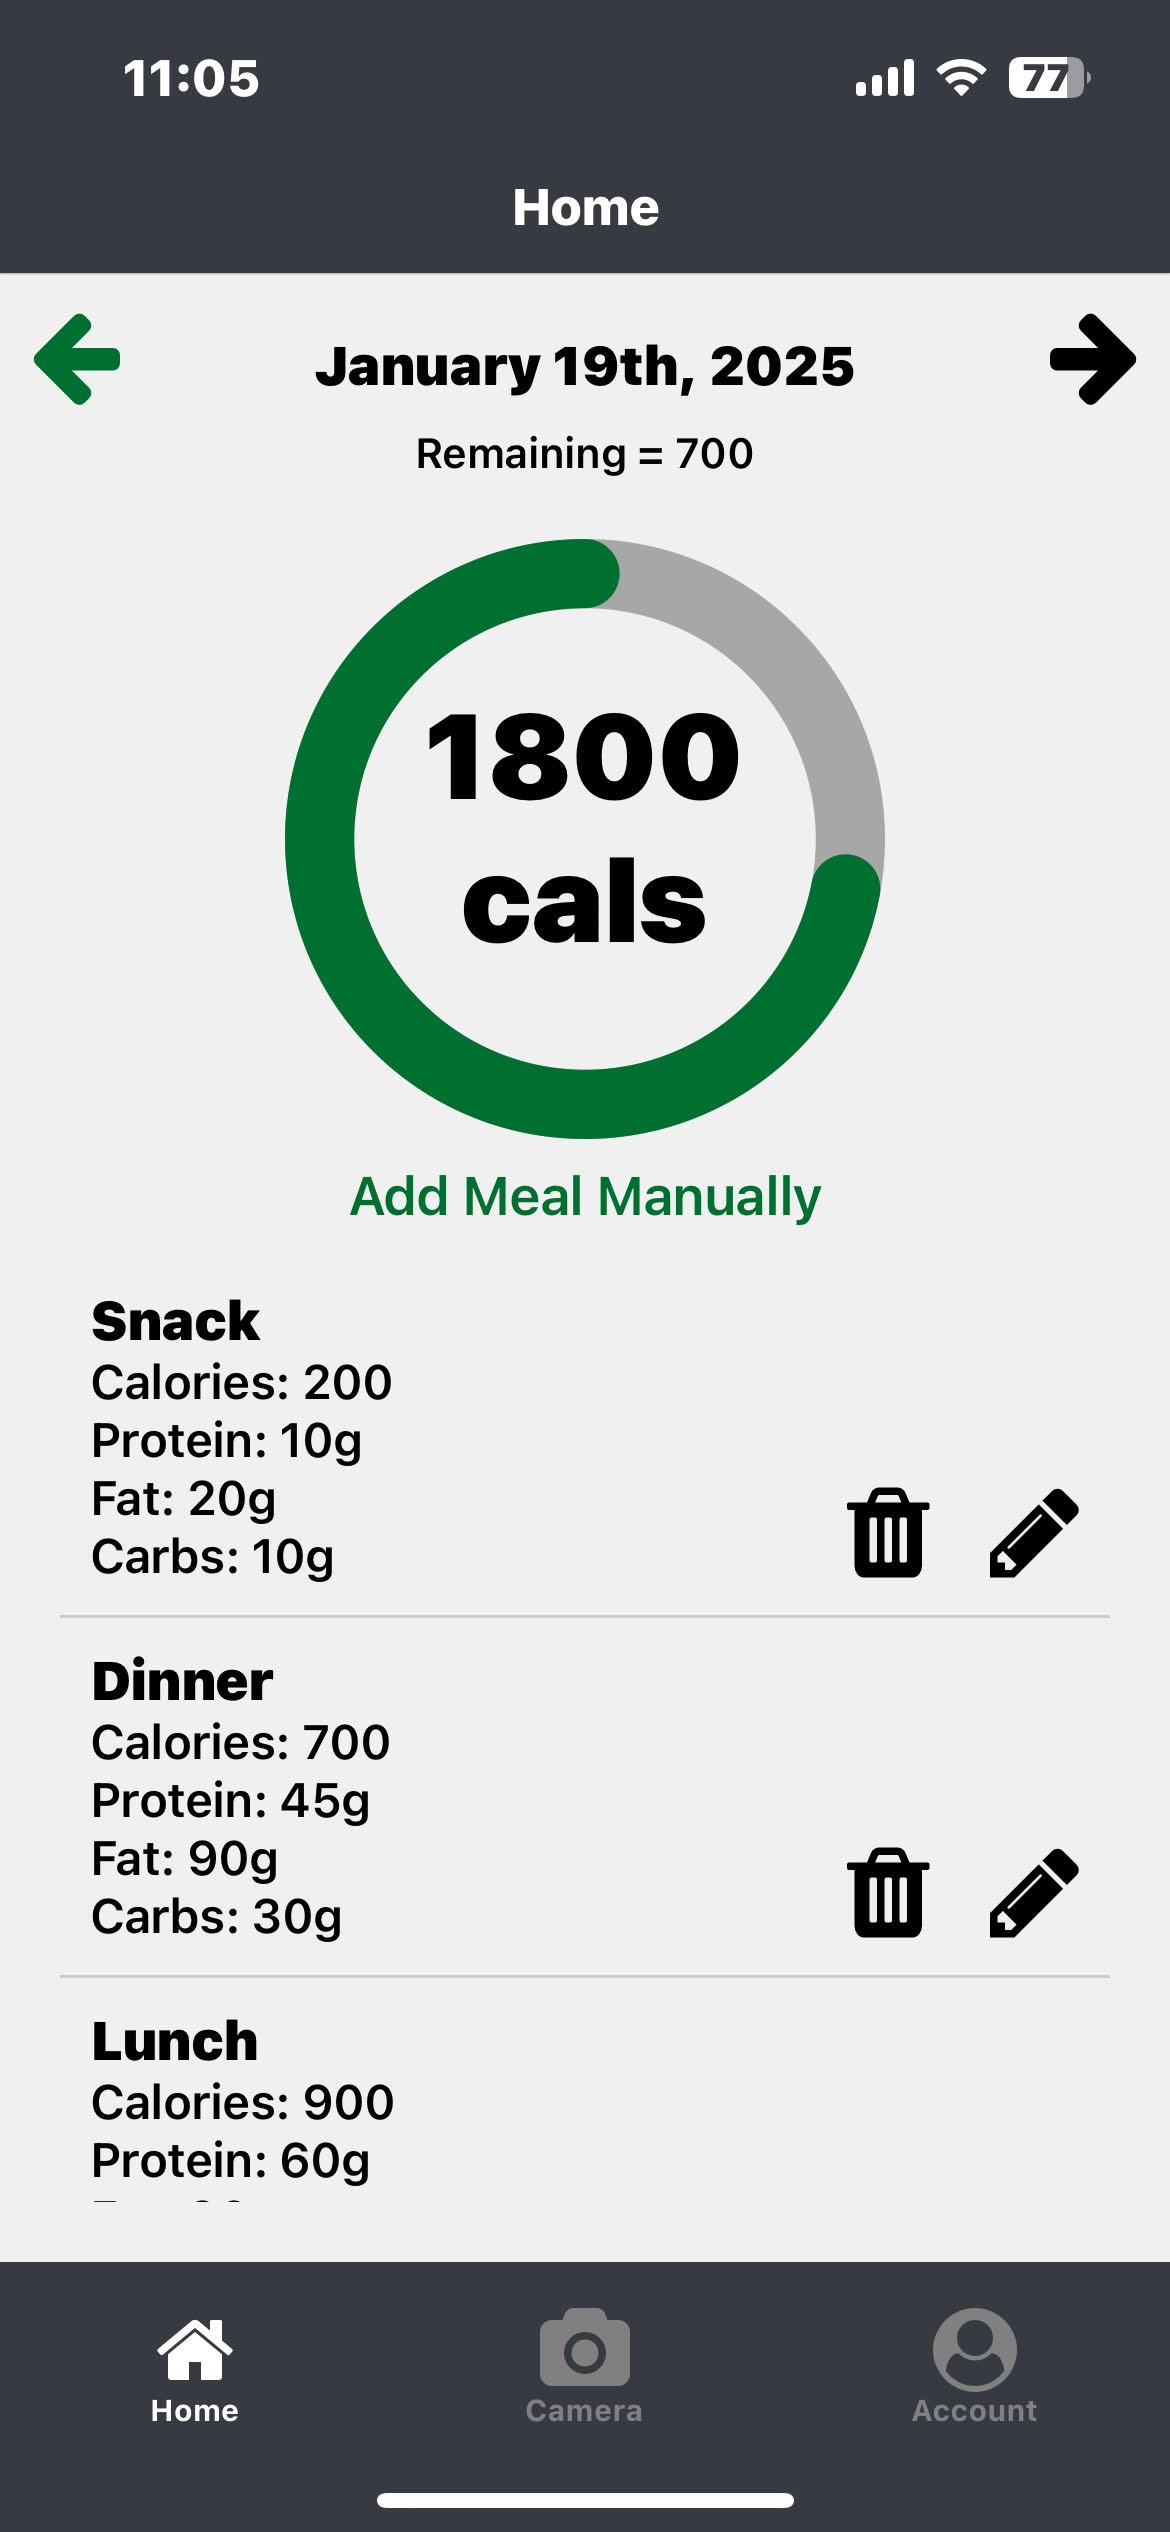 11:05
77
Home
January 19th, 2025
Remaining = 700
1800
cals
Add Meal Manually
Snack
Calories: 200
Protein: 10g
Fat: 20g
Carbs: 10g
Dinner
Calories: 700
Protein: 45g
Fat: 90g
Carbs: 30g
Lunch
Calories: 900
Protein: 60g
Home
Camera
Account